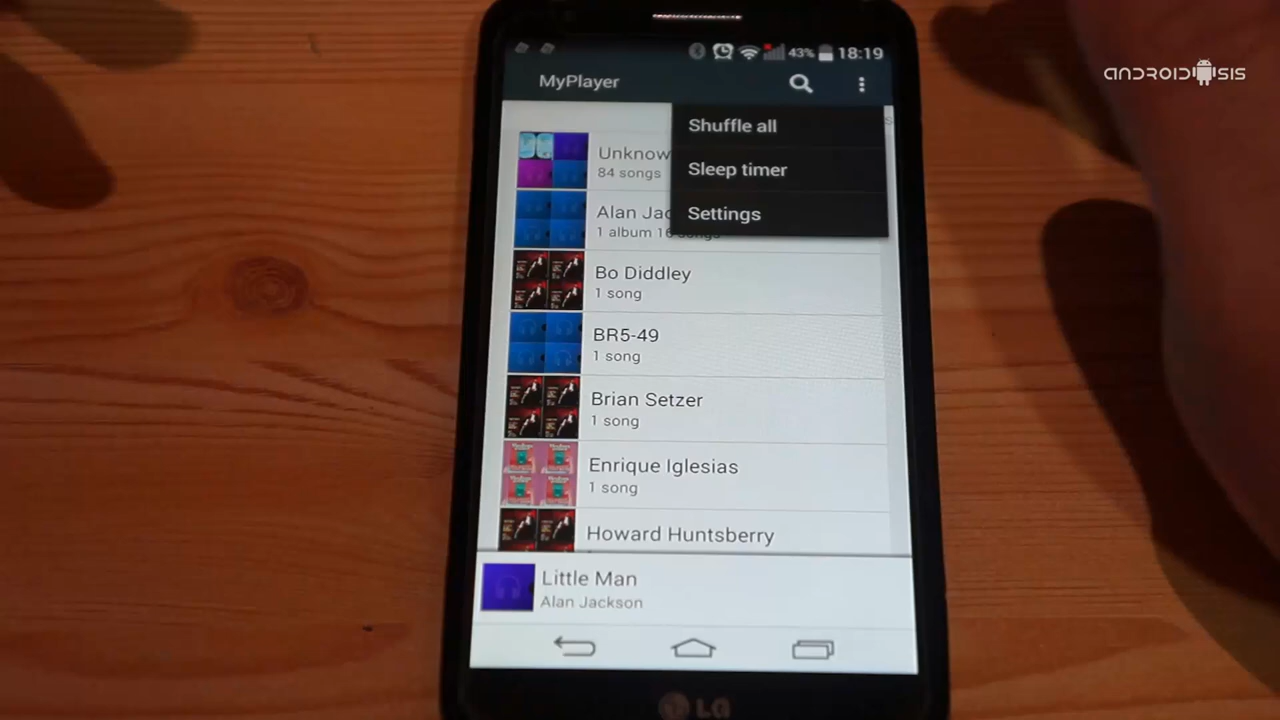 ANDROIDSIS
43% 18:19
MyPlayer
Shuffle all
Sleep timer
Settings
Unknow
84 songs
Alan Jac
1 album 16 songs
Bo Diddley
1 song
BR5-49
1 song
Brian Setzer
1 song
Enrique Iglesias
1 song
Howard Huntsberry
Little Man
Alan Jackson
LG